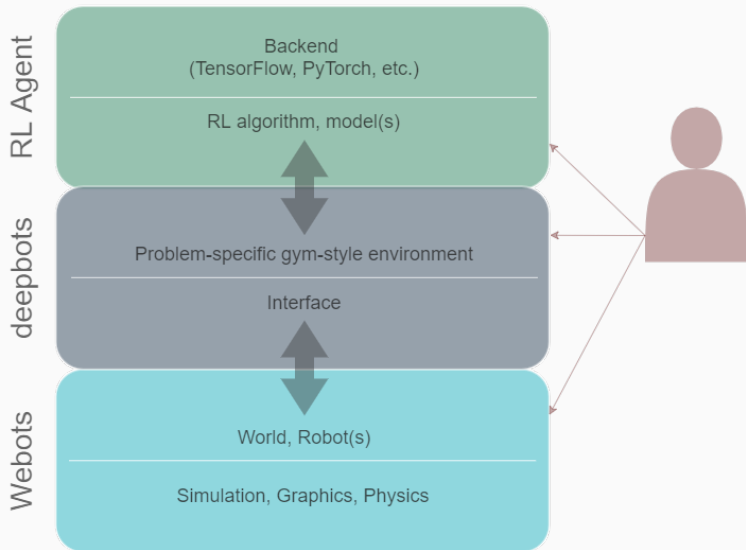 RL Agent
Backend
(TensorFlow, PyTorch, etc.)
RL algorithm, model(s)
deepbots
Problem-specific gym-style environment
Interface
Webots
World, Robot(s)
Simulation, Graphics, Physics